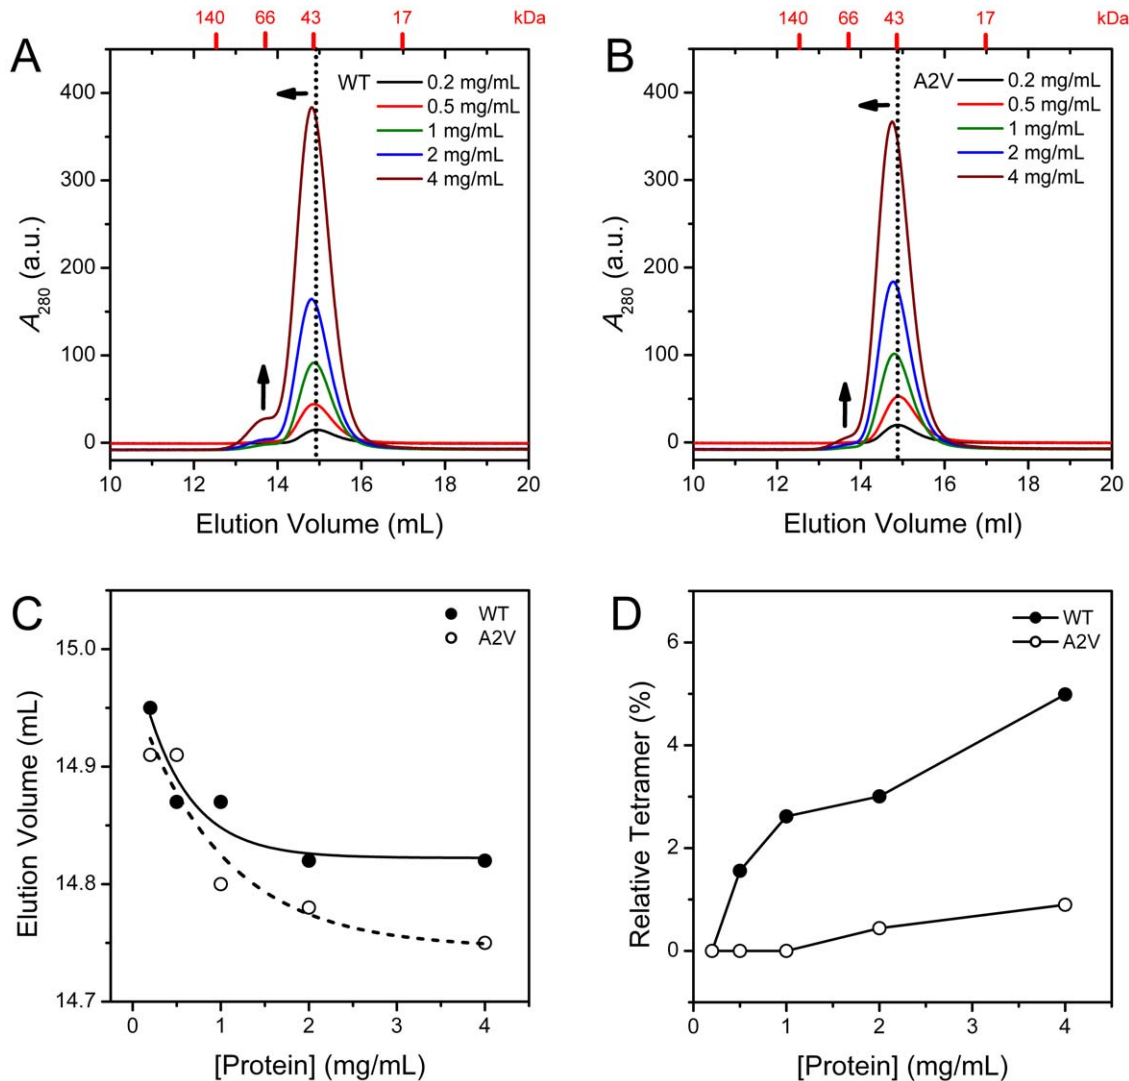 140 66 43 17 kDa
A
WT
0.2 mg/mL
0.5 mg/mL
1 mg/mL
2 mg/mL
4 mg/mL
400
300
200
100
0
A280 (a.u.)
10 12 14 16 18 20
Elution Volume (mL)
140 66 43 17 kDa
B
A2V
0.2 mg/mL
0.5 mg/mL
1 mg/mL
2 mg/mL
4 mg/mL
400
300
200
100
0
A280 (a.u.)
10 12 14 16 18 20
Elution Volume (ml)
C
WT
A2V
15.0
14.9
14.8
14.7
Elution Volume (mL)
0 1 2 3 4
[Protein] (mg/mL)
D
WT
A2V
6
4
2
0
Relative Tetramer (%)
0 1 2 3 4
[Protein] (mg/mL)